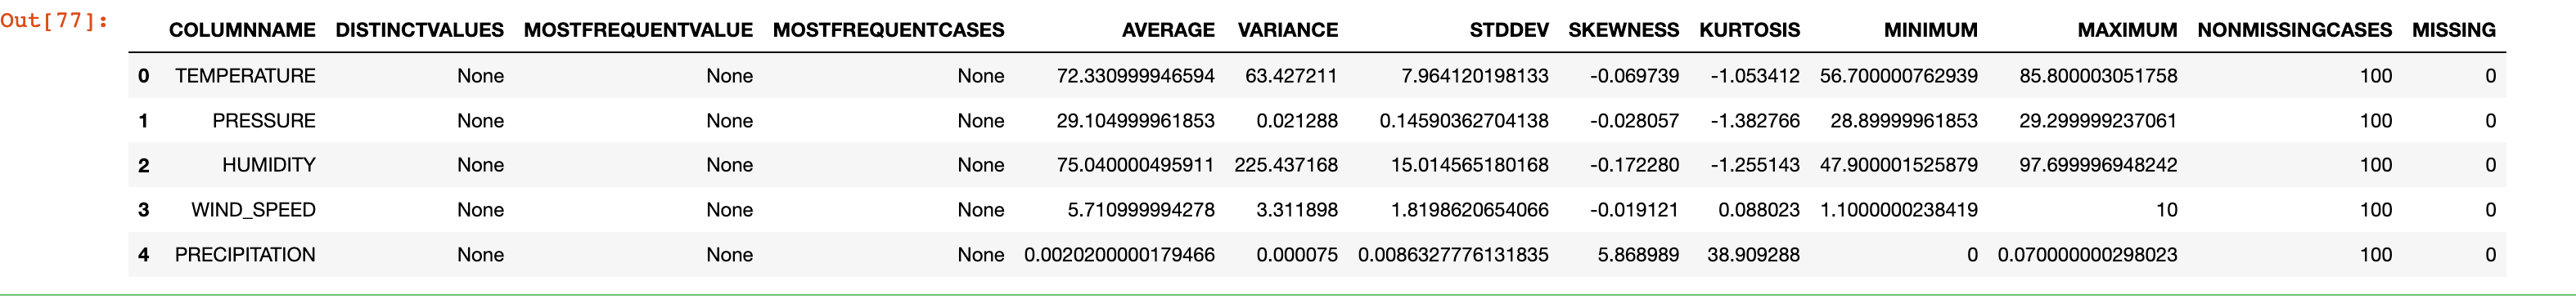 Out[77]:
COLUMNNAME DISTINCTVALUES MOSTFREQUENTVALUE MOSTFREQUENTCASES AVERAGE VARIANCE STDDEV SKEWNESS KURTOSIS MINIMUM MAXIMUM NONMISSINGCASES MISSING
0 TEMPERATURE None None None 72.330999946594 63.427211 7.964120198133 -0.069739 -1.053412 56.700000762939 85.800003051758 100 0
1 PRESSURE None None None 29.104999961853 0.021288 0.14590362704138 -0.028057 -1.382766 28.89999961853 29.299999237061 100 0
2 HUMIDITY None None None 75.040000495911 225.437168 15.014565180168 -0.172280 -1.255143 47.900001525879 97.699996948242 100 0
3 WIND_SPEED None None None 5.710999994278 3.311898 1.8198620654066 -0.019121 0.088023 1.1000000238419 10 100 0
4 PRECIPITATION None None None 0.0020200000179466 0.000075 0.0086327776131835 5.868989 38.909288 0 0.070000000298023 100 0